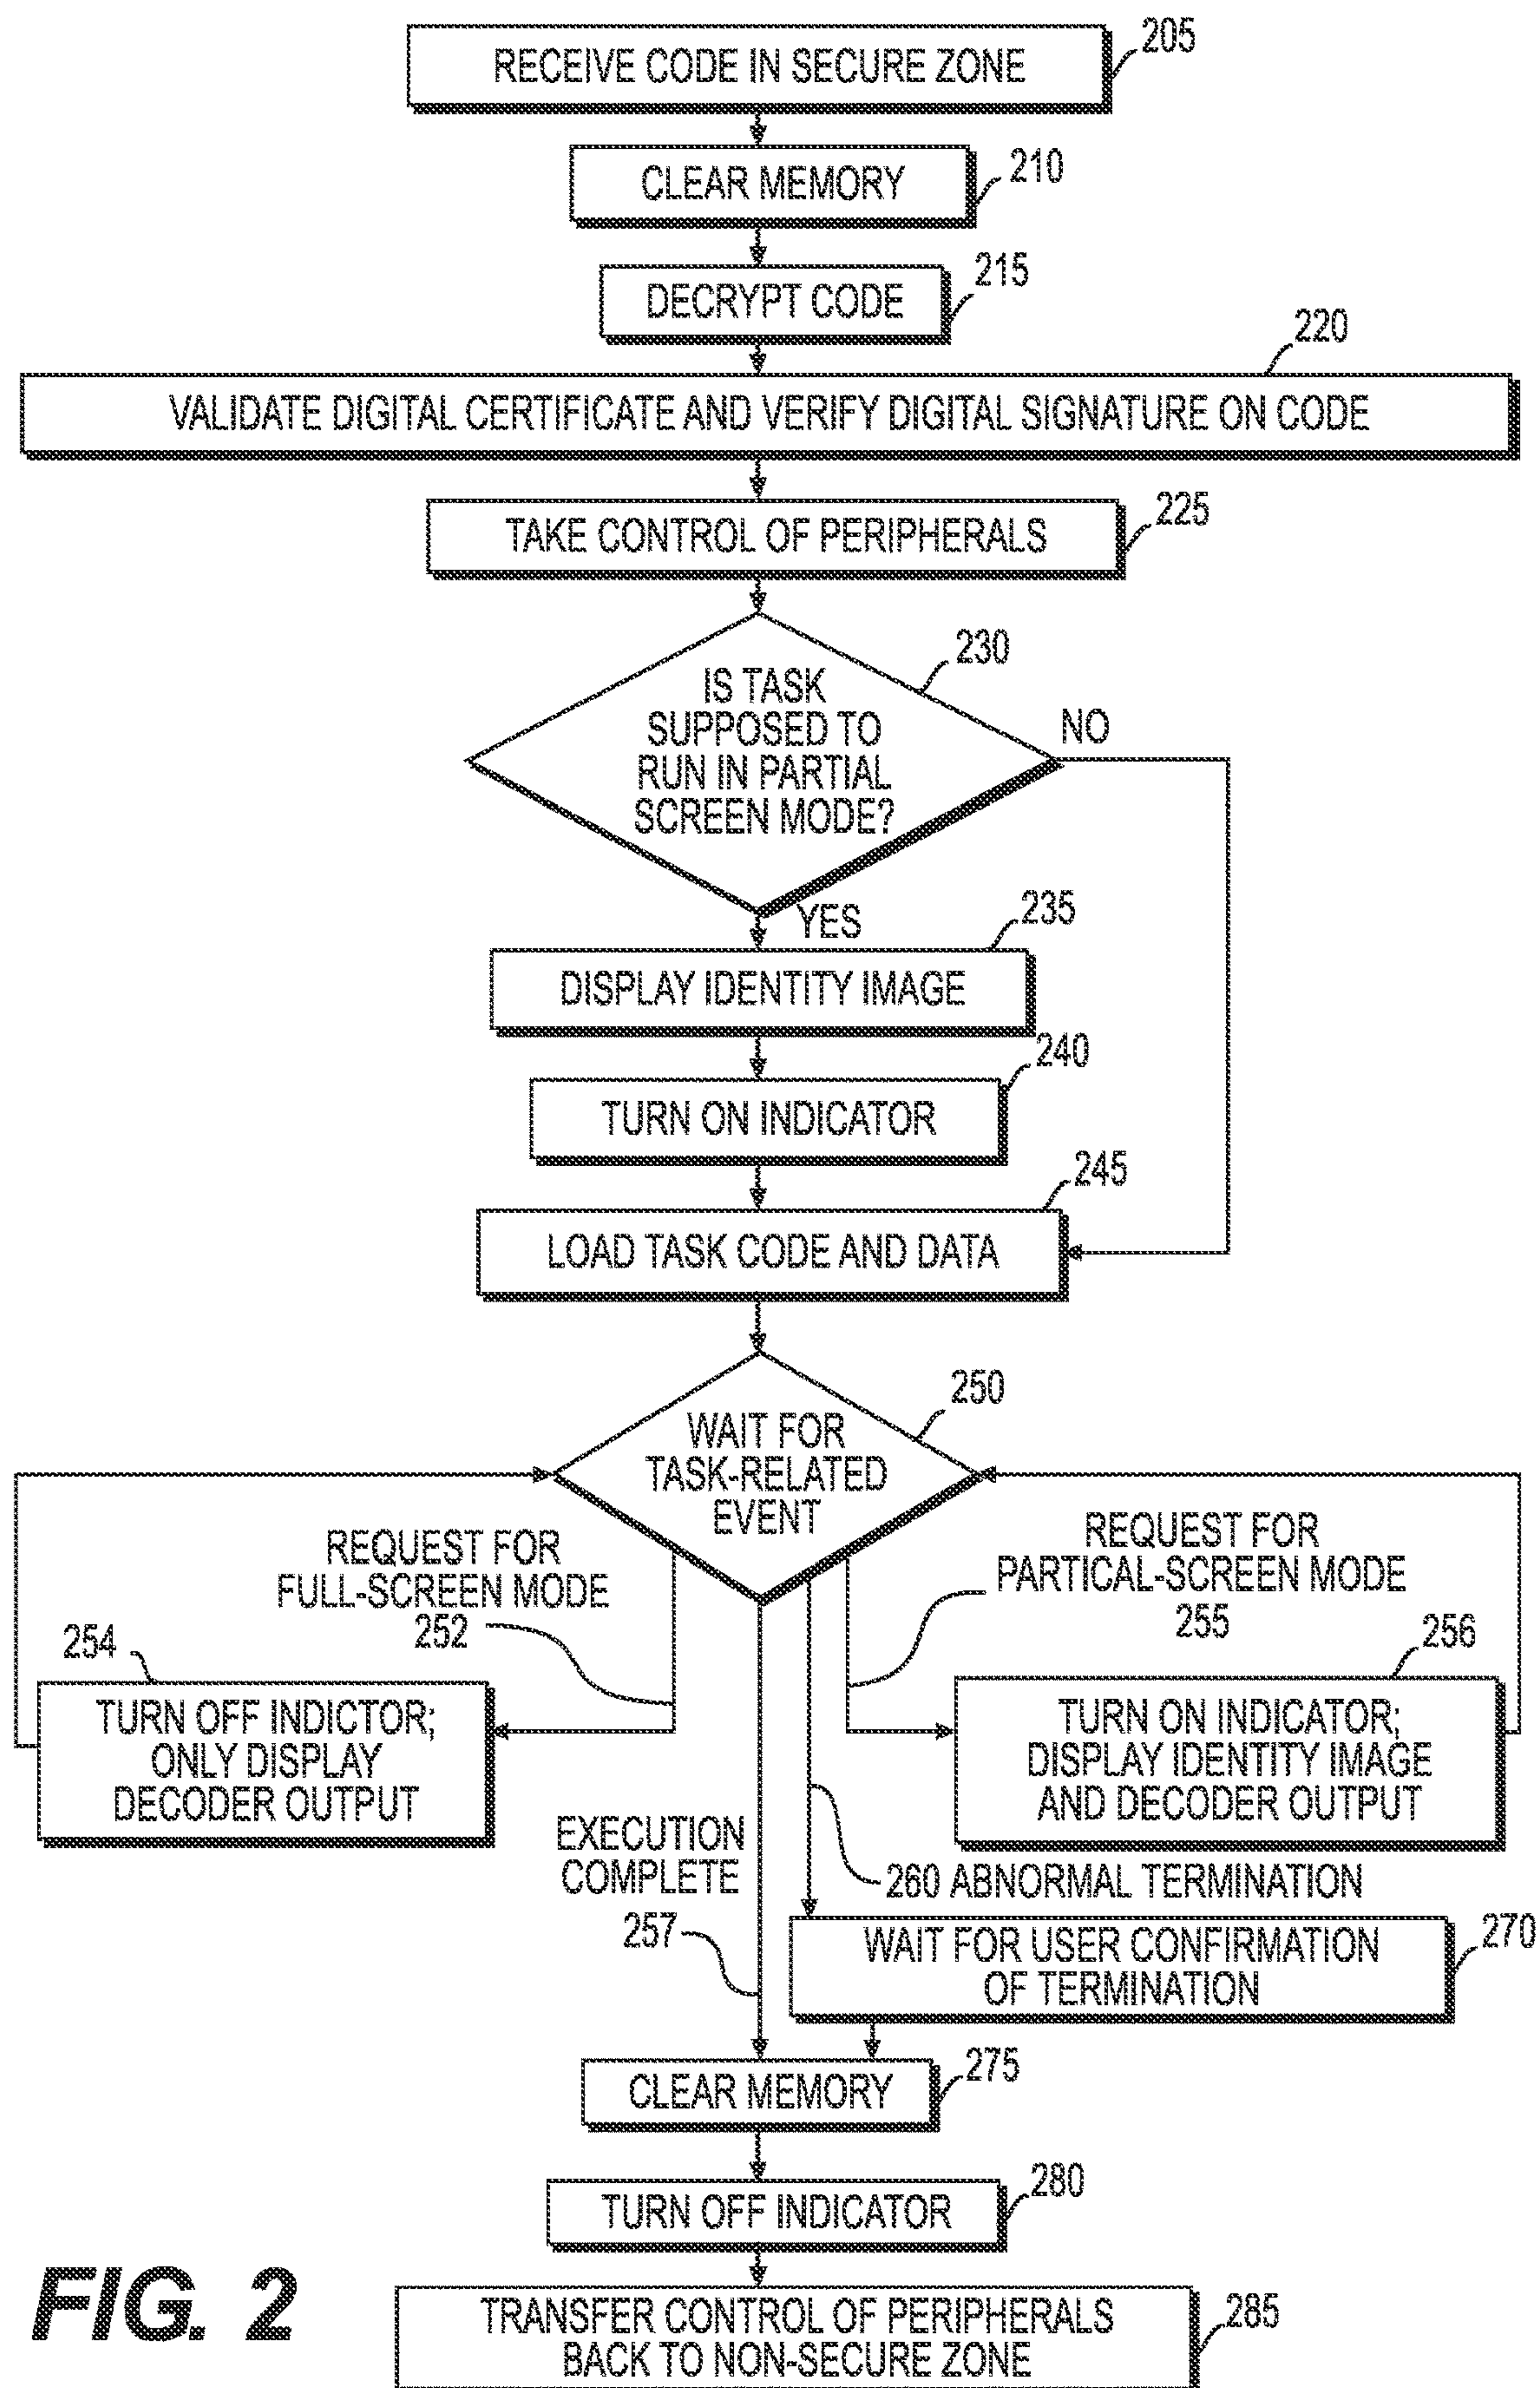 205
RECEIVE CODE IN SECURE ZONE
210
CLEAR MEMORY
215
DECRYPT CODE
220
VALIDATE DIGITAL CERTIFICATE AND VERIFY DIGITAL SIGNATURE ON CODE
225
TAKE CONTROL OF PERIPHERALS
230
IS TASK
SUPPOSED TO
RUN IN PARTIAL
SCREEN MODE?
NO
YES
235
DISPLAY IDENTITY IMAGE
240
TURN ON INDICATOR
245
LOAD TASK CODE AND DATA
250
WAIT FOR
TASK-RELATED
EVENT
REQUEST FOR
FULL-SCREEN MODE
252
REQUEST FOR
PARTICAL-SCREEN MODE
255
254
TURN OFF INDICTOR;
ONLY DISPLAY
DECODER OUTPUT
256
TURN ON INDICATOR;
DISPLAY IDENTITY IMAGE
AND DECODER OUTPUT
EXECUTION
COMPLETE
257
260 ABNORMAL TERMINATION
270
WAIT FOR USER CONFIRMATION
OF TERMINATION
275
CLEAR MEMORY
280
TURN OFF INDICATOR
285
TRANSFER CONTROL OF PERIPHERALS
BACK TO NON-SECURE ZONE
FIG. 2